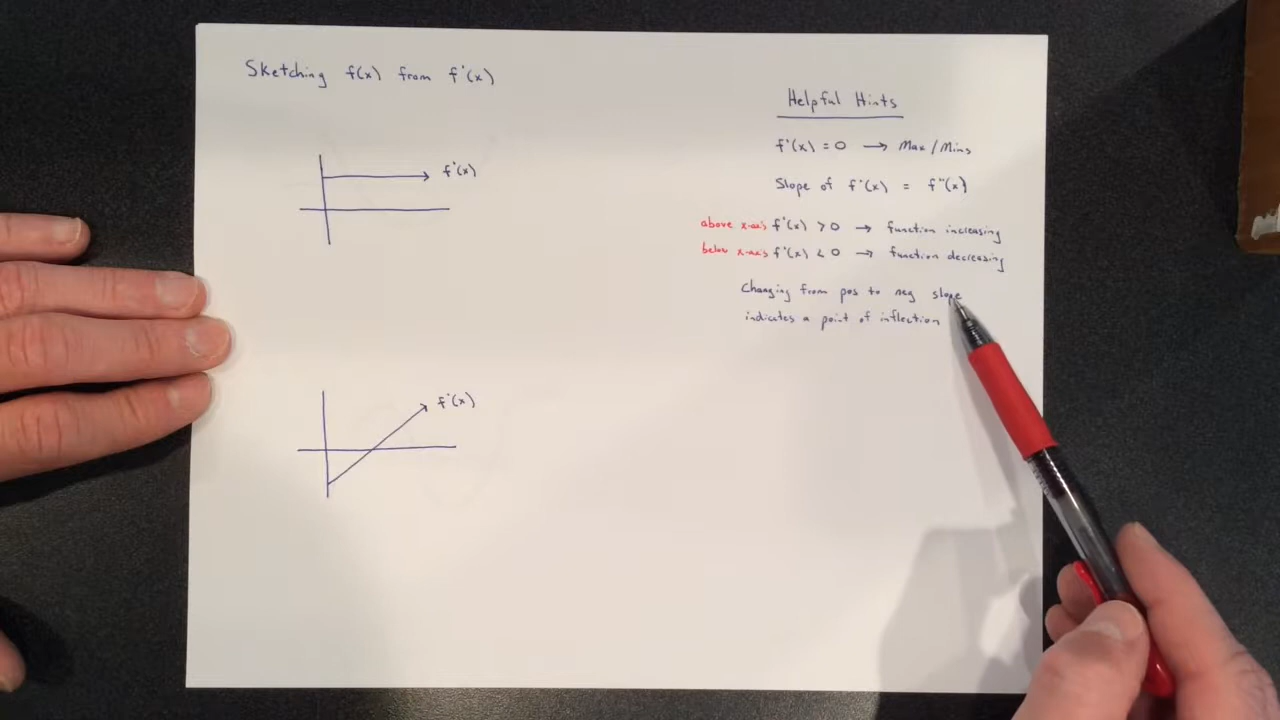 Sketching f(x) from f'(x)
Helpful Hints
f'(x) = 0 → Max/Mins
Slope of f'(x) = f"(x)
above x-axis f'(x) > 0 → function increasing
below x-axis f'(x) < 0 → function decreasing
Changing from pos to neg slope
indicates a point of inflection
f'(x)
f'(x)